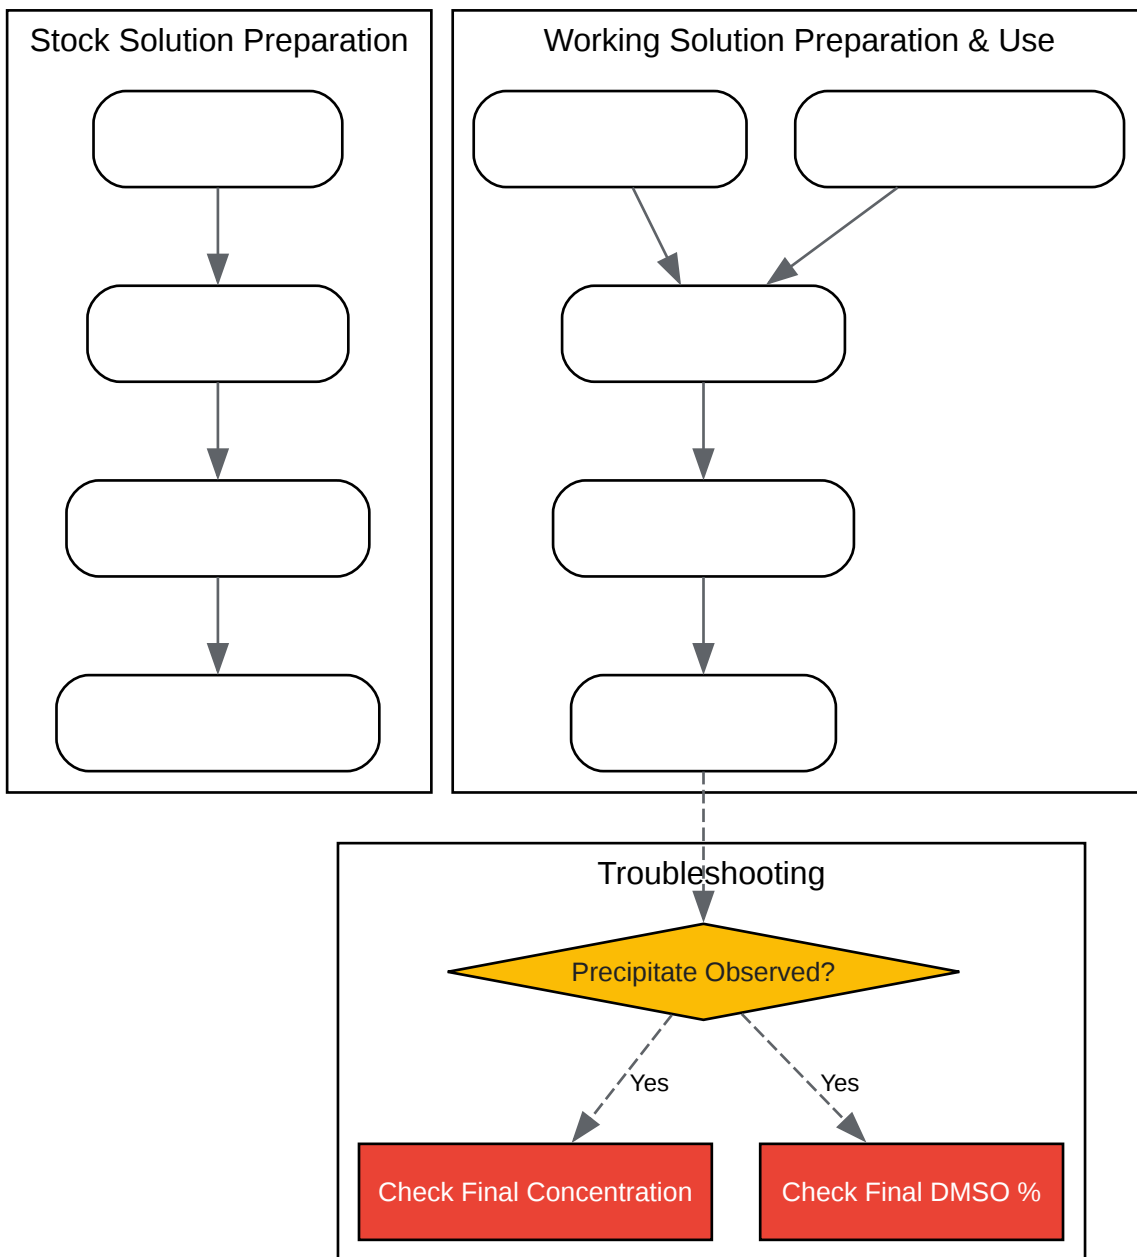 Stock Solution Preparation
Working Solution Preparation & Use
Troubleshooting
Precipitate Observed?
Yes
Yes
Check Final Concentration
Check Final DMSO %